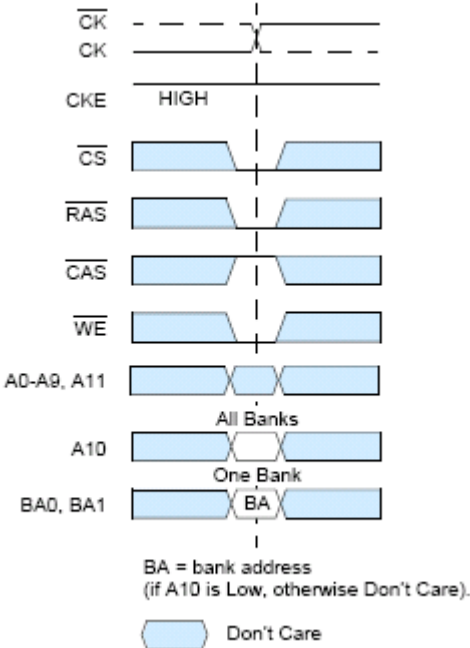 CK
CK
CKE HIGH
CS
RAS
CAS
WE
A0-A9, A11
All Banks
A10
One Bank
BA0, BA1 BA
BA = bank address
(if A10 is Low, otherwise Don't Care).
Don't Care